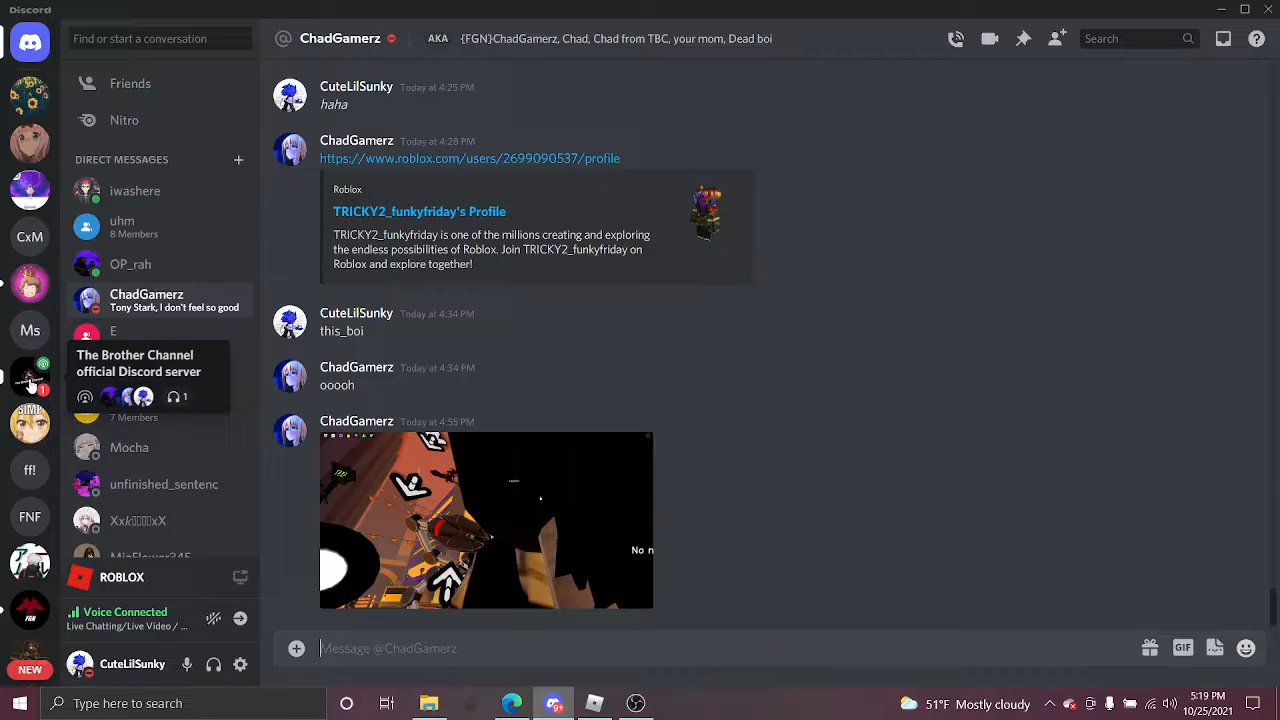 Discord
Find or start a conversation
ChadGamerz
AKA {FGN}ChadGamerz, Chad, Chad from TBC, your mom, Dead boi
Search
Friends
Nitro
DIRECT MESSAGES
iwashere
uhm
8 Members
OP_rah
ChadGamerz
Tony Stark, I don't feel so good
E
The Brother Channel
official Discord server
1
7 Members
Mocha
unfinished_sentenc
CxM
Ms
1
SIMP
ff!
FNF
FGN
NEW
ROBLOX
Voice Connected
Live Chatting/Live Video / ...
CuteLilSunky
CuteLilSunky Today at 4:25 PM
haha
ChadGamerz Today at 4:28 PM
https://www.roblox.com/users/2699090537/profile
Roblox
TRICKY2_funkyfriday's Profile
TRICKY2_funkyfriday is one of the millions creating and exploring
the endless possibilities of Roblox. Join TRICKY2_funkyfriday on
Roblox and explore together!
CuteLilSunky Today at 4:34 PM
this_boi
ChadGamerz Today at 4:34 PM
ooooh
ChadGamerz Today at 4:55 PM
No n
Message @ChadGamerz
GIF
Type here to search
9+
51°F Mostly cloudy
5:19 PM
10/25/2021